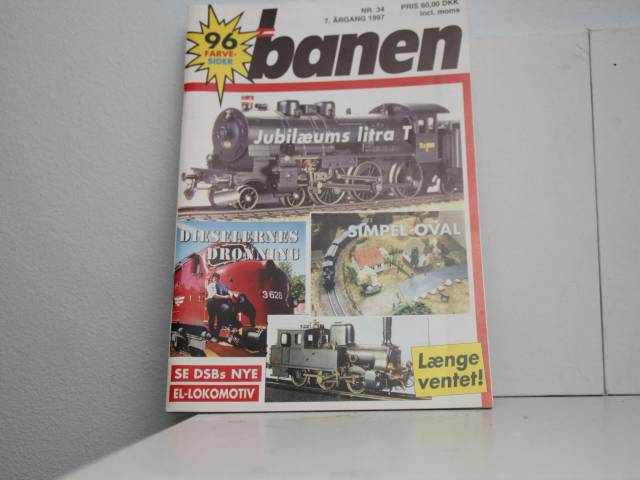 96
FARVE-
SIDER
NR. 34
7. ÅRGANG 1997
PRIS 60,00 DKK
incl. moms
banen
Jubilæums litra T
DIESELERNES
DRONNING
3628
SIMPEL OVAL
SE DSBs NYE
EL-LOKOMOTIV
Længe
ventet!